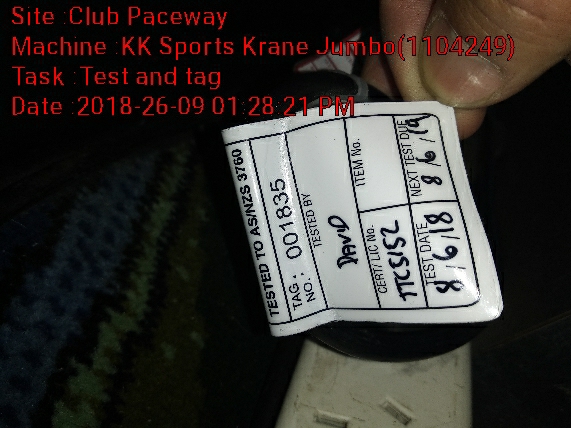 Site :Club Paceway
Machine :KK Sports Krane Jumbo(1104249)
Task :Test and tag
Date :2018-26-09 01:28:21 PM
TESTED TO AS/NZS 3760
TAG NO.: 001835
TESTED BY
DAVID
ITEM No.
CERT/ LIC No.
TTC5152
NEXT TEST DUE
8/6/19
TEST DATE
8/6/18